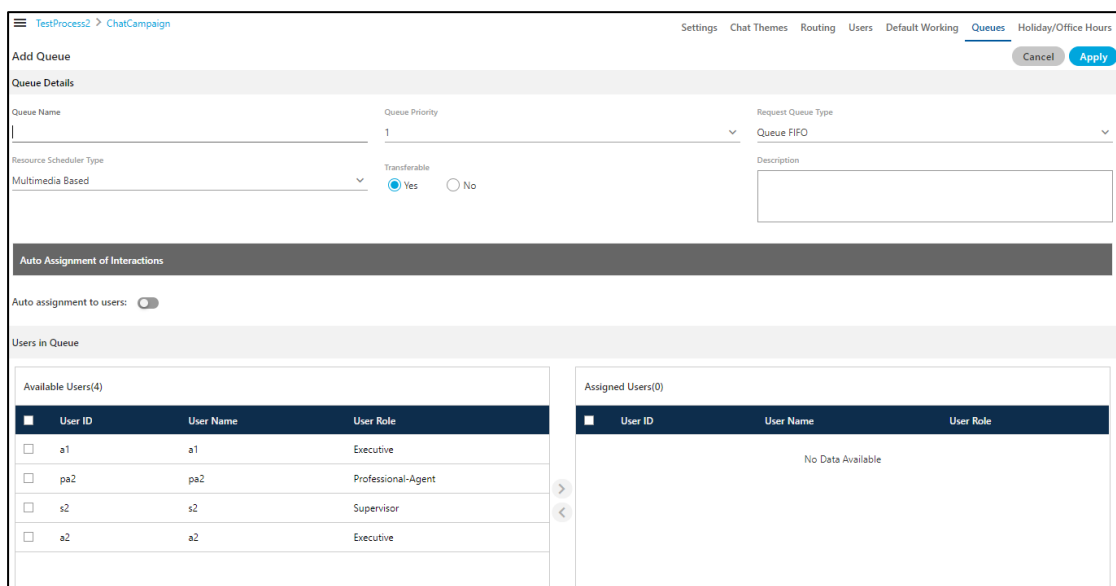 TestProcess2 > ChatCampaign
Settings Chat Themes Routing Users Default Working Queues Holiday/Office Hours
Add Queue
Cancel Apply
Queue Details
Queue Name Queue Priority Request Queue Type
1 Queue FIFO
Resource Scheduler Type Transferable Description
Multimedia Based Yes No
Auto Assignment of Interactions
Auto assignment to users:
Users in Queue
Available Users(4) Assigned Users(0)
User ID User Name User Role User ID User Name User Role
a1 a1 Executive No Data Available
pa2 pa2 Professional-Agent
s2 s2 Supervisor
a2 a2 Executive